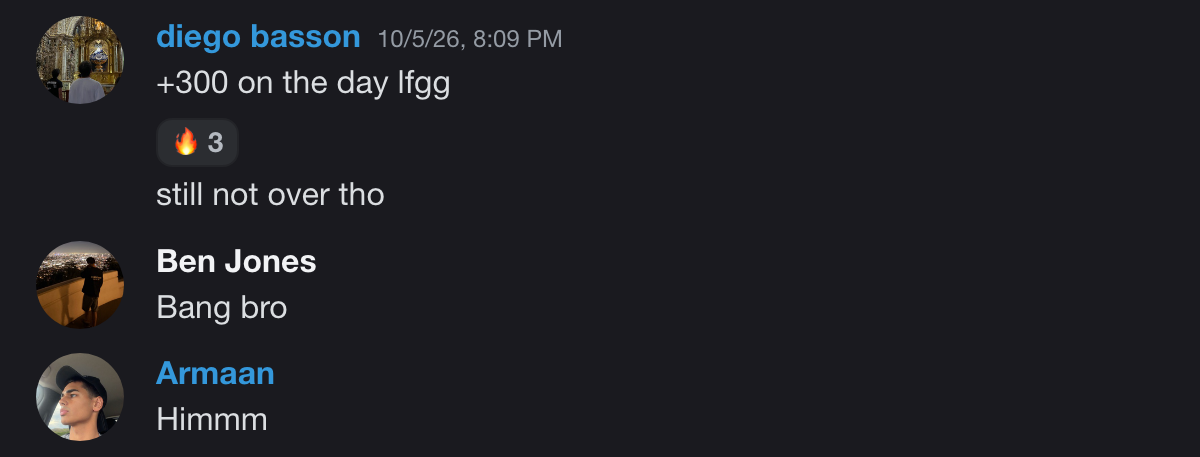 diego basson 10/5/26, 8:09 PM
+300 on the day lfgg
🔥 3
still not over tho
Ben Jones
Bang bro
Armaan
Himmm